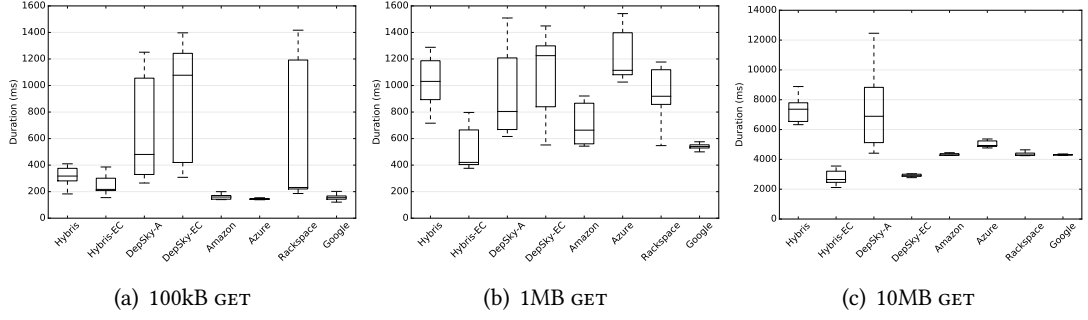 1600
1400
1200
1000
800
600
400
200
0
Duration (ms)
Hybris
Hybris-EC
DepSky-A
DepSky-EC
Amazon
Azure
Rackspace
Google
(a) 100kB GET
1600
1400
1200
1000
800
600
400
200
0
Duration (ms)
Hybris
Hybris-EC
DepSky-A
DepSky-EC
Amazon
Azure
Rackspace
Google
(b) 1MB GET
14000
12000
10000
8000
6000
4000
2000
0
Duration (ms)
Hybris
Hybris-EC
DepSky-A
DepSky-EC
Amazon
Azure
Rackspace
Google
(c) 10MB GET